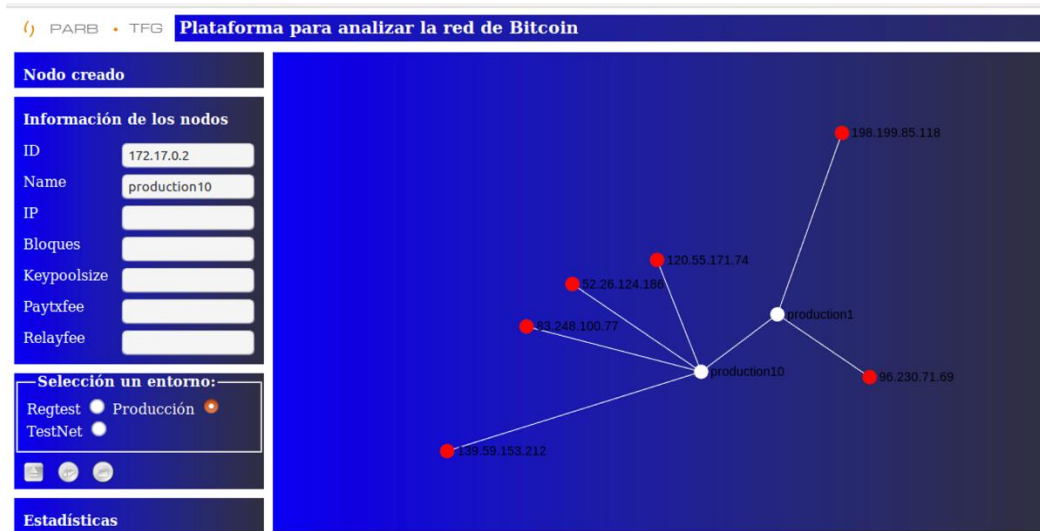 PARB • TFG Plataforma para analizar la red de Bitcoin
Nodo creado
Información de los nodos
ID 172.17.0.2
Name production10
IP
Bloques
Keypoolsize
Paytxfee
Relayfee
Selección un entorno:
Regtest Producción
TestNet
Estadísticas
198.199.85.118
120.55.171.74
52.26.124.186
83.248.100.77
production1
production10
96.230.71.69
139.59.153.212